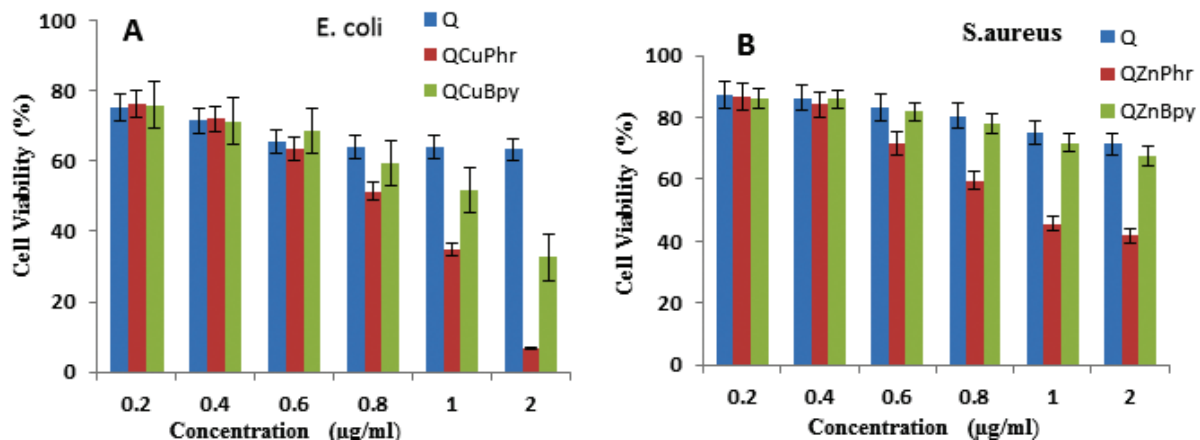 A
E. coli
Q
QCuPhr
QCuBpy
Cell Viability (%)
100
80
60
40
20
0
0.2 0.4 0.6 0.8 1 2
Concentration (µg/ml)
B
S.aureus
Q
QZnPhr
QZnBpy
Cell Viability (%)
100
80
60
40
20
0
0.2 0.4 0.6 0.8 1 2
Concentration (µg/ml)